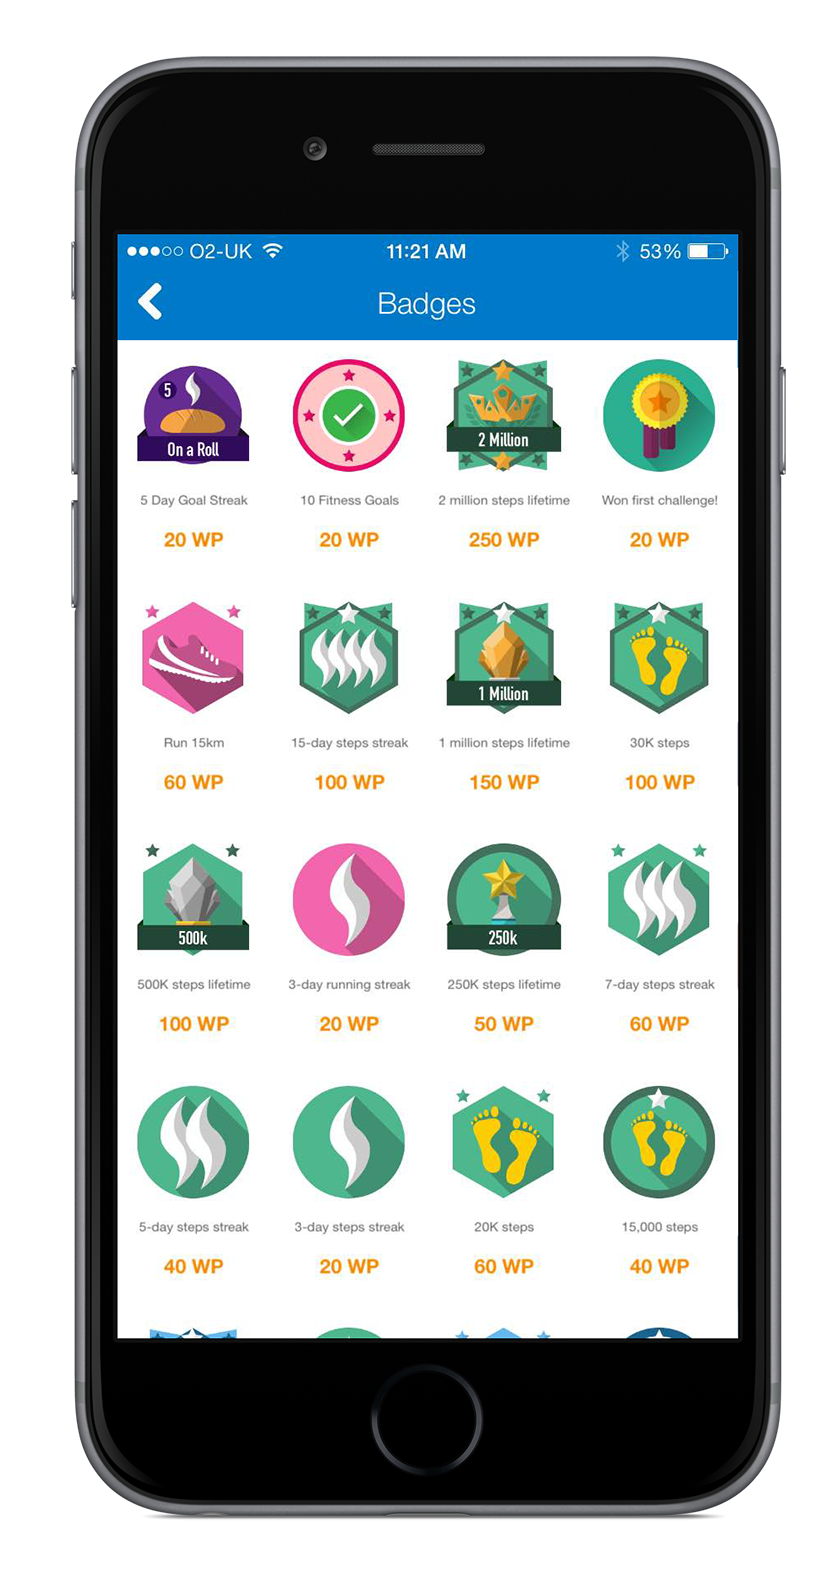 O2-UK 11:21 AM 53%
Badges
5
On a Roll
2 Million
5 Day Goal Streak
10 Fitness Goals
2 million steps lifetime
Won first challenge!
20 WP
20 WP
250 WP
20 WP
1 Million
Run 15km
15-day steps streak
1 million steps lifetime
30K steps
60 WP
100 WP
150 WP
100 WP
500k
250k
500K steps lifetime
3-day running streak
250K steps lifetime
7-day steps streak
100 WP
20 WP
50 WP
60 WP
5-day steps streak
3-day steps streak
20K steps
15,000 steps
40 WP
20 WP
60 WP
40 WP